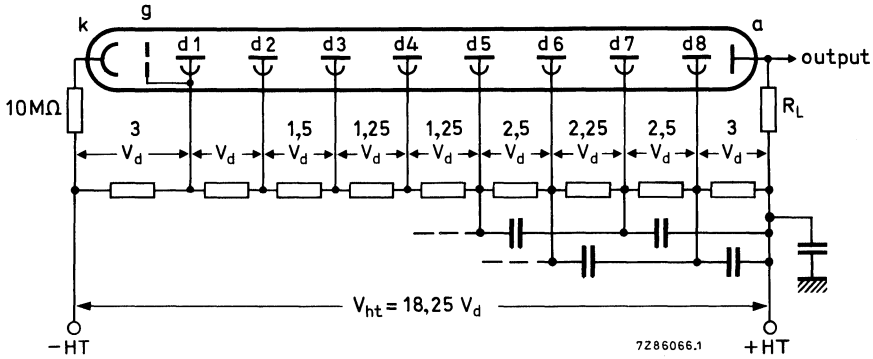 k g a
d1 d2 d3 d4 d5 d6 d7 d8
output
10MΩ
R_L
3 1,5 1,25 1,25 2,5 2,25 2,5 3
V_d V_d V_d V_d V_d V_d V_d V_d V_d
V_ht = 18,25 V_d
−HT 7Z86066.1 +HT